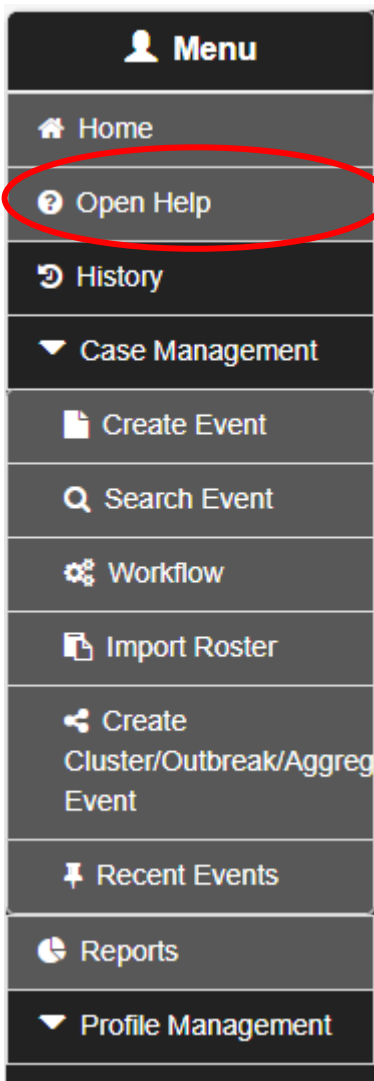 Menu
Home
Open Help
History
Case Management
Create Event
Search Event
Workflow
Import Roster
Create
Cluster/Outbreak/Aggreg
Event
Recent Events
Reports
Profile Management